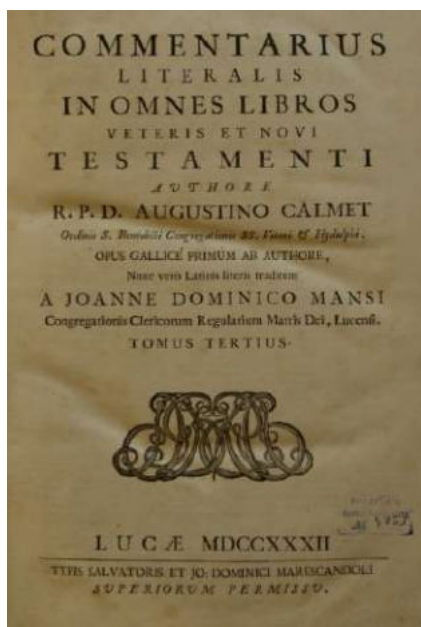 COMMENTARIUS
LITERALIS
IN OMNES LIBROS
VETERIS ET NOVI
TESTAMENTI
AUTHORE
R. P. D. AUGUSTINO CALMET
Ordinis S. Benedicti Congregationis SS. Vitoni & Hydulphi.
OPUS GALLICE PRIMUM AB AUTHORE,
Nunc vero Latinis literis traditum
A JOANNE DOMINICO MANSI
Congregationis Clericorum Regularium Matris Dei, Lucensi.
TOMUS TERTIUS.
LUCÆ MDCCXXXII
TYPIS SALVATORIS ET JO: DOMINICI MARESCANDOLI
SUPERIORUM PERMISSU.